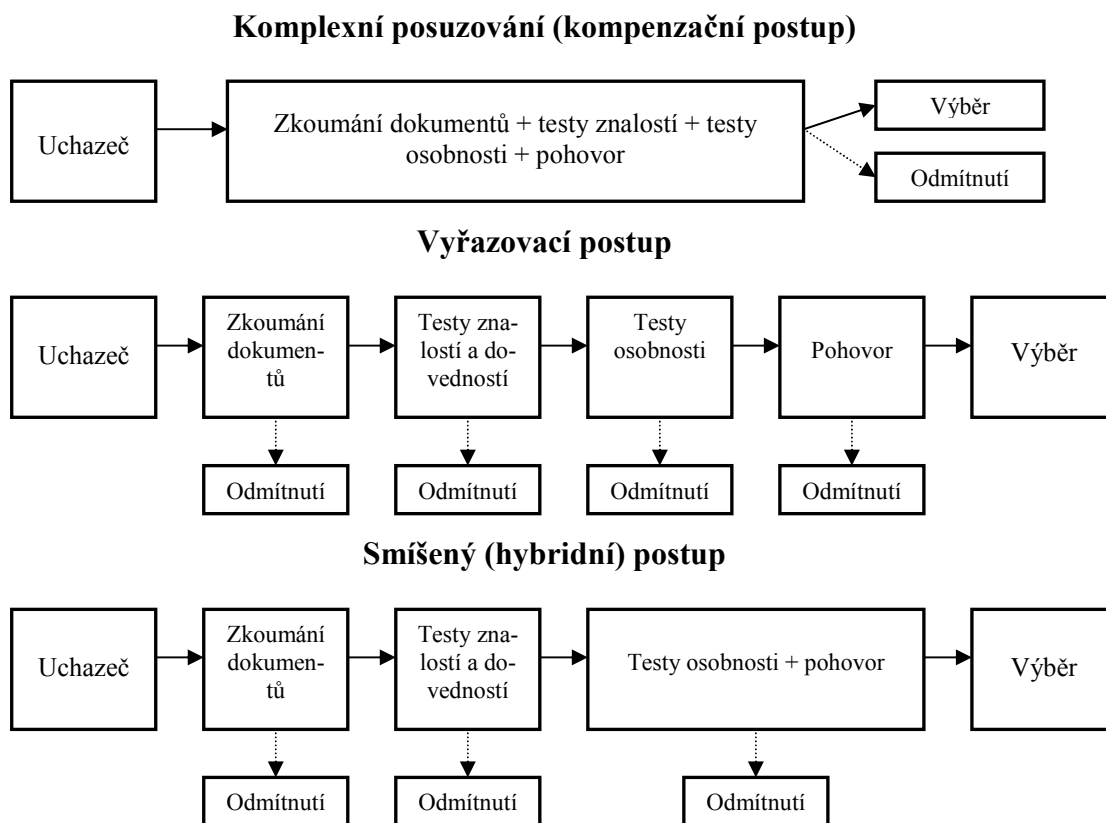 Komplexní posuzování (kompenzační postup)
Uchazeč
Zkoumání dokumentů + testy znalostí + testy
osobnosti + pohovor
Výběr
Odmítnutí
Vyřazovací postup
Uchazeč
Zkoumání
dokumen-
tů
Testy zna-
lostí a do-
vedností
Testy
osobnosti
Pohovor
Výběr
Odmítnutí
Odmítnutí
Odmítnutí
Odmítnutí
Smíšený (hybridní) postup
Uchazeč
Zkoumání
dokumen-
tů
Testy zna-
lostí a do-
vedností
Testy osobnosti + pohovor
Výběr
Odmítnutí
Odmítnutí
Odmítnutí